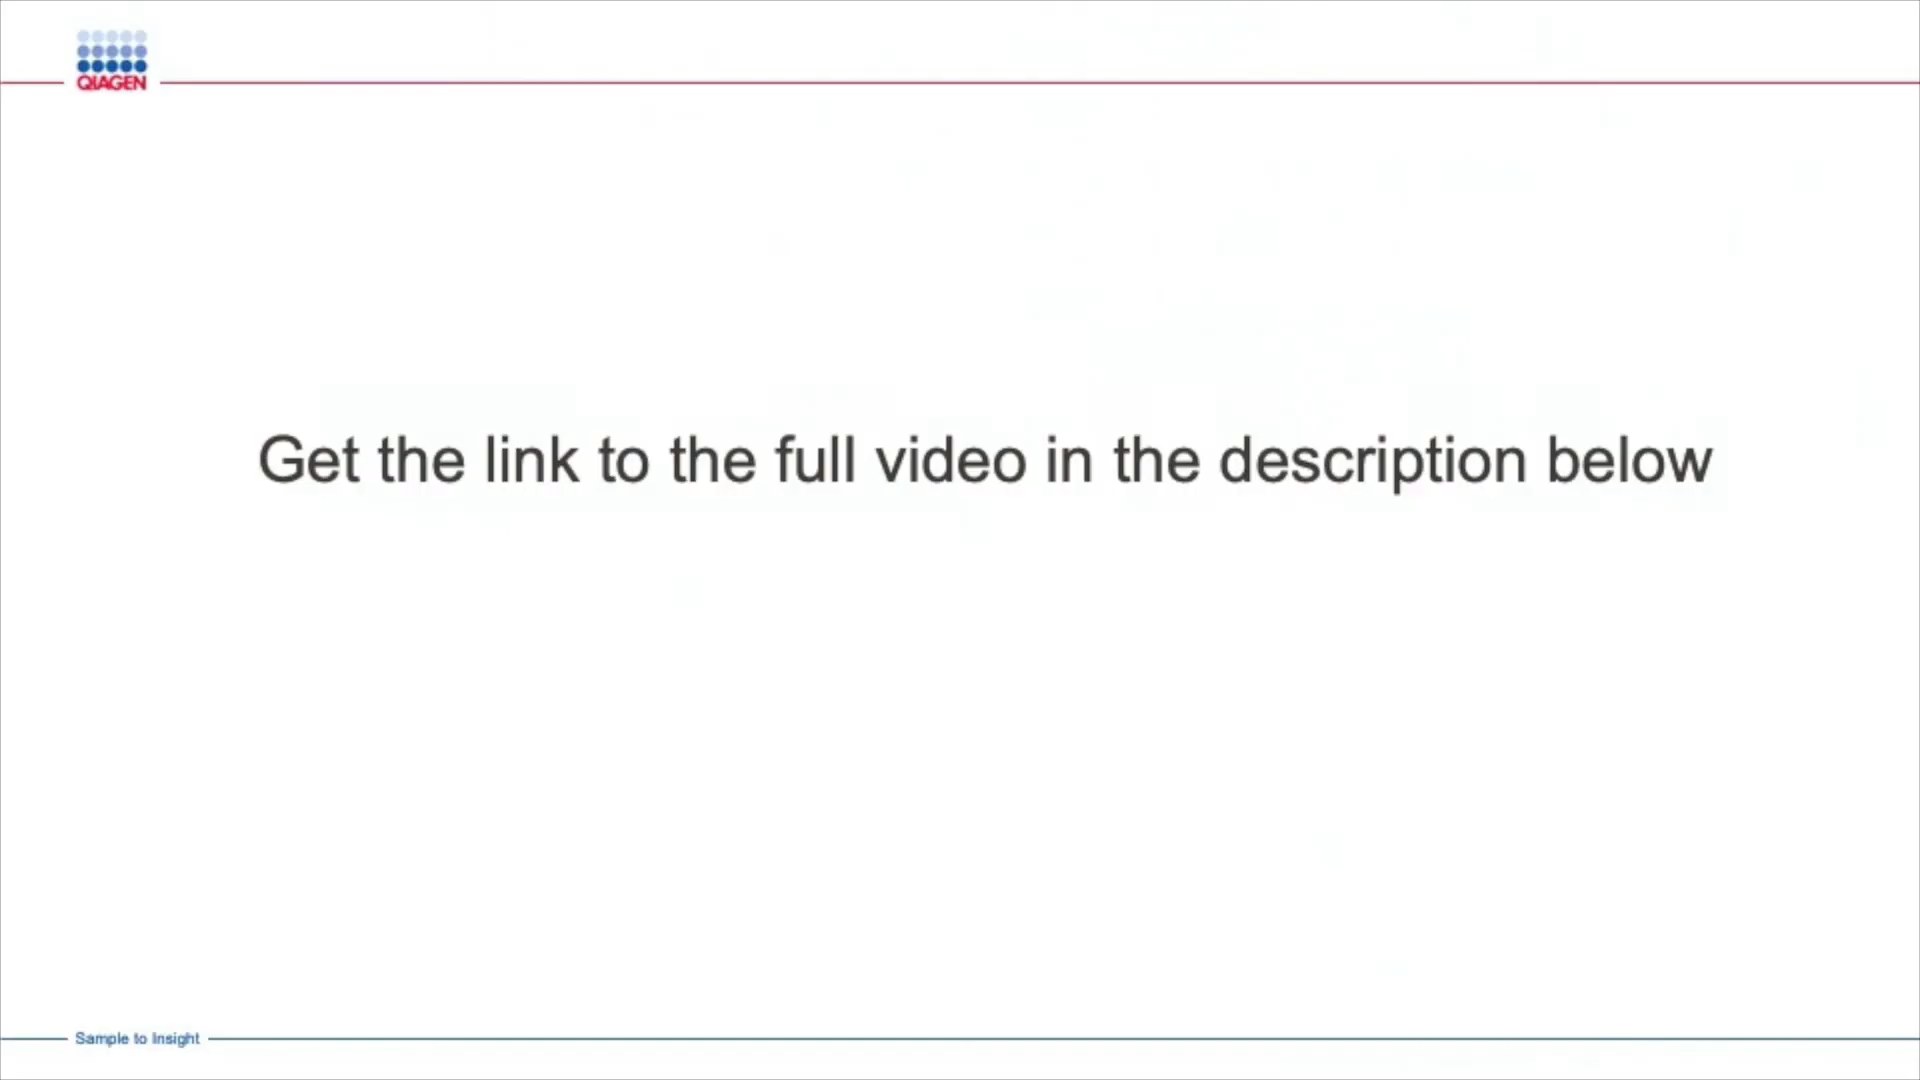 QIAGEN
Get the link to the full video in the description below
Sample to Insight